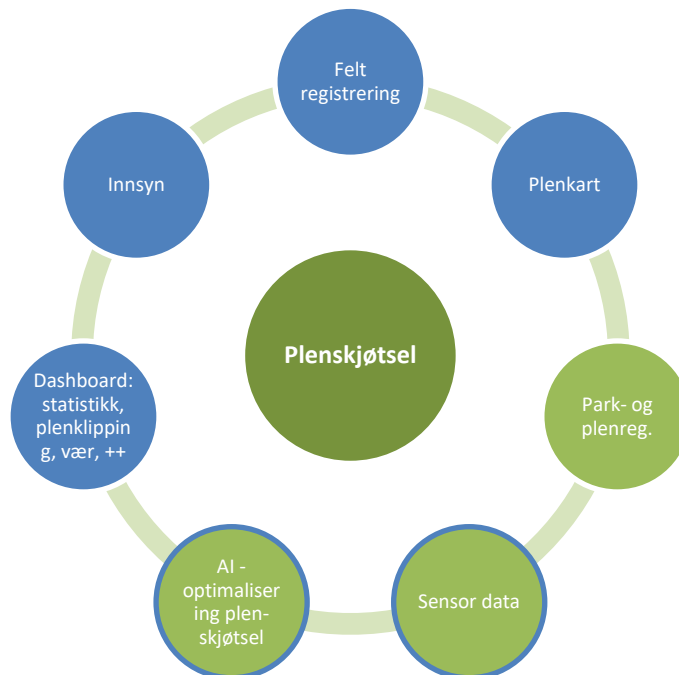 Felt
registrering
Innsyn
Plenkart
Plenskjøtsel
Dashboard:
statistikk,
plenklippin
g, vær, ++
Park- og
plenreg.
AI -
optimaliser
ing plen-
skjøtsel
Sensor data